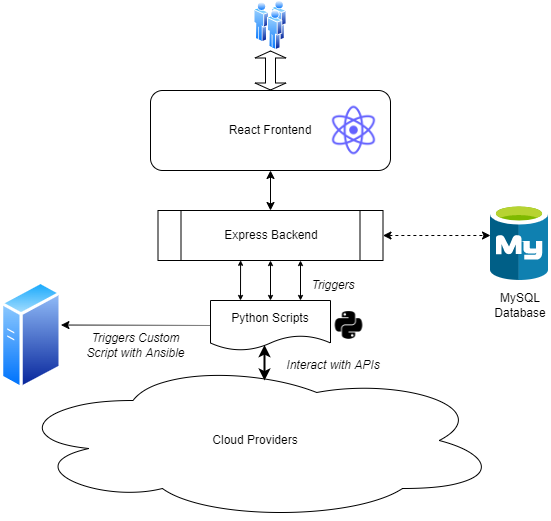 React Frontend
Express Backend
My
MySQL
Database
Triggers
Python Scripts
Triggers Custom
Script with Ansible
Interact with APIs
Cloud Providers